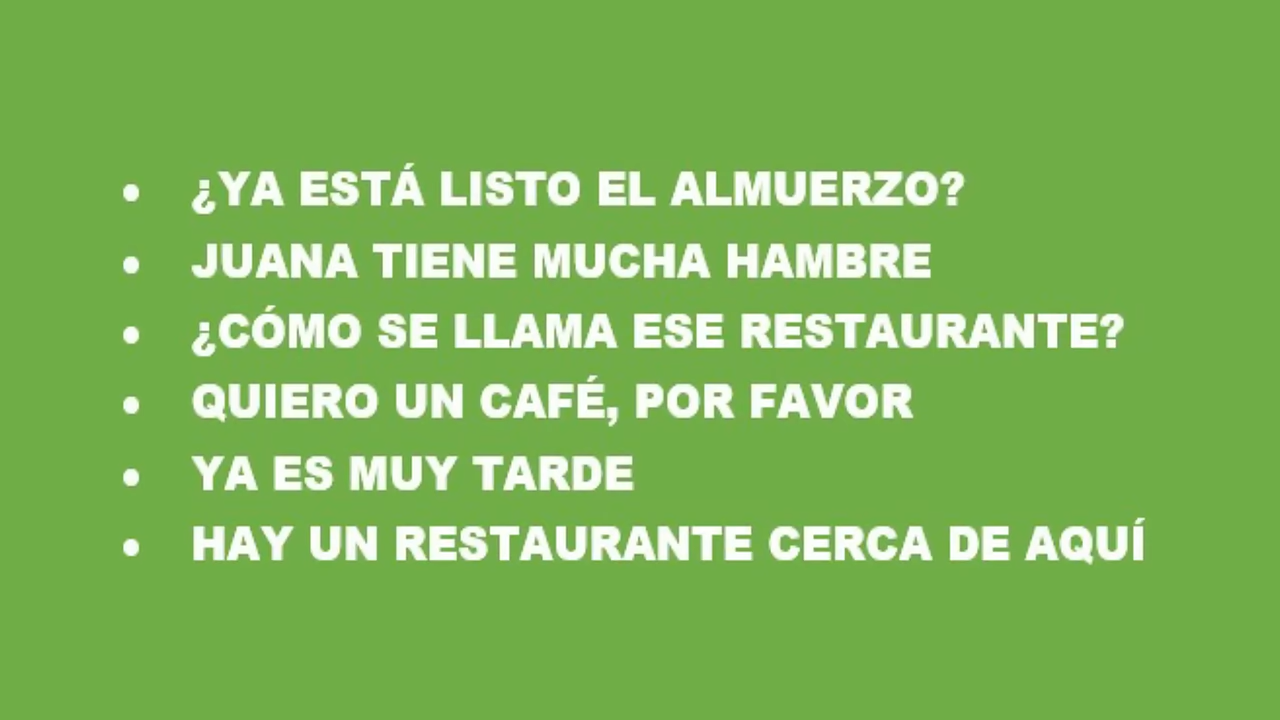 • ¿YA ESTÁ LISTO EL ALMUERZO?
• JUANA TIENE MUCHA HAMBRE
• ¿CÓMO SE LLAMA ESE RESTAURANTE?
• QUIERO UN CAFÉ, POR FAVOR
• YA ES MUY TARDE
• HAY UN RESTAURANTE CERCA DE AQUÍ